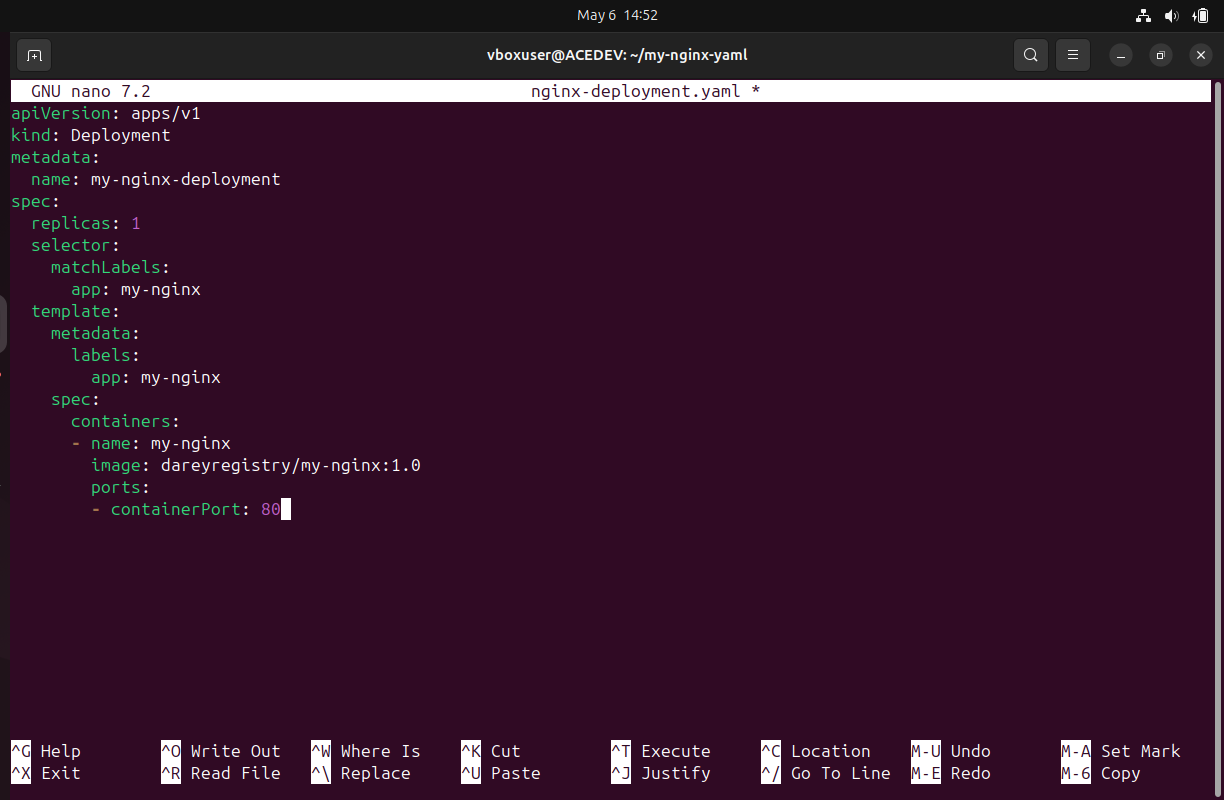 May 6 14:52
vboxuser@ACEDEV: ~/my-nginx-yaml
GNU nano 7.2 nginx-deployment.yaml *
apiVersion: apps/v1
kind: Deployment
metadata:
  name: my-nginx-deployment
spec:
  replicas: 1
  selector:
    matchLabels:
      app: my-nginx
  template:
    metadata:
      labels:
        app: my-nginx
    spec:
      containers:
      - name: my-nginx
        image: dareyregistry/my-nginx:1.0
        ports:
        - containerPort: 80
^G Help ^O Write Out ^W Where Is ^K Cut ^T Execute ^C Location M-U Undo M-A Set Mark
^X Exit ^R Read File ^\ Replace ^U Paste ^J Justify ^/ Go To Line M-E Redo M-6 Copy